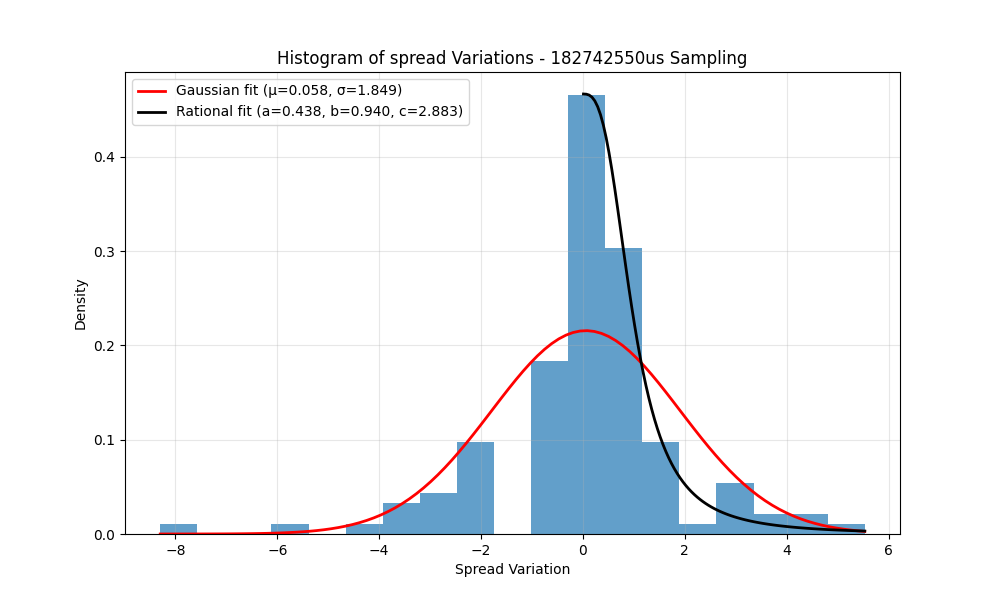 Histogram of spread Variations - 182742550us Sampling
Gaussian fit (μ=0.058, σ=1.849)
Rational fit (a=0.438, b=0.940, c=2.883)
Density
0.4
0.3
0.2
0.1
0.0
−8 −6 −4 −2 0 2 4 6
Spread Variation